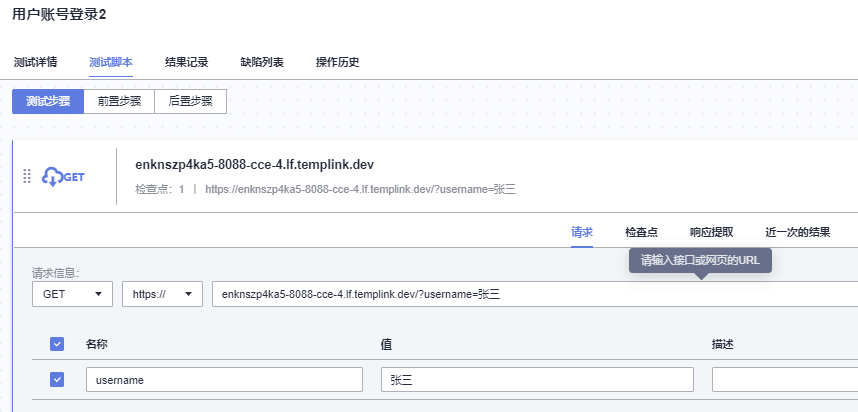 用户账号登录2
测试详情 测试脚本 结果记录 缺陷列表 操作历史
测试步骤 前置步骤 后置步骤
GET
enknszp4ka5-8088-cce-4.lf.templink.dev
检查点：1 | https://enknszp4ka5-8088-cce-4.lf.templink.dev/?username=张三
请求 检查点 响应提取 近一次的结果
请输入接口或网页的URL
请求信息:
GET https:// enknszp4ka5-8088-cce-4.lf.templink.dev/?username=张三
名称 值 描述
username 张三